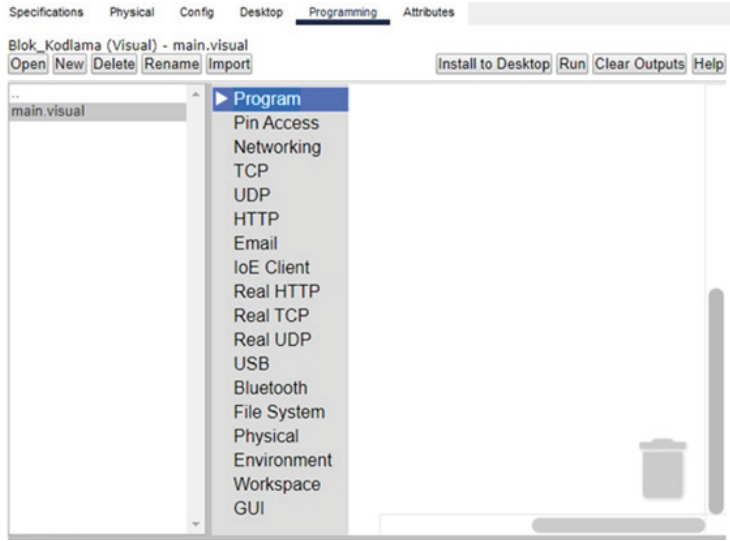 Specifications Physical Config Desktop Programming Attributes
Blok_Kodlama (Visual) - main.visual
Open New Delete Rename Import Install to Desktop Run Clear Outputs Help
..
main.visual
Program
Pin Access
Networking
TCP
UDP
HTTP
Email
IoE Client
Real HTTP
Real TCP
Real UDP
USB
Bluetooth
File System
Physical
Environment
Workspace
GUI